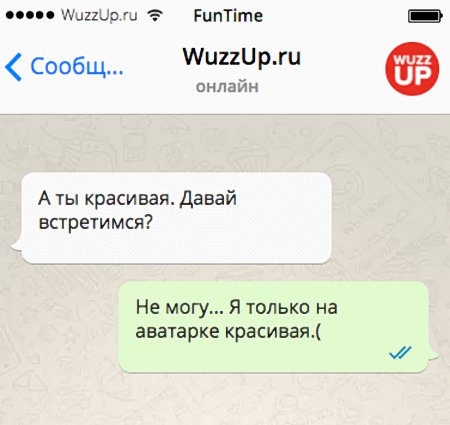 WuzzUp.ru FunTime
Сообщ... WuzzUp.ru WUZZ
онлайн UP
А ты красивая. Давай
встретимся?
Не могу... Я только на
аватарке красивая.(